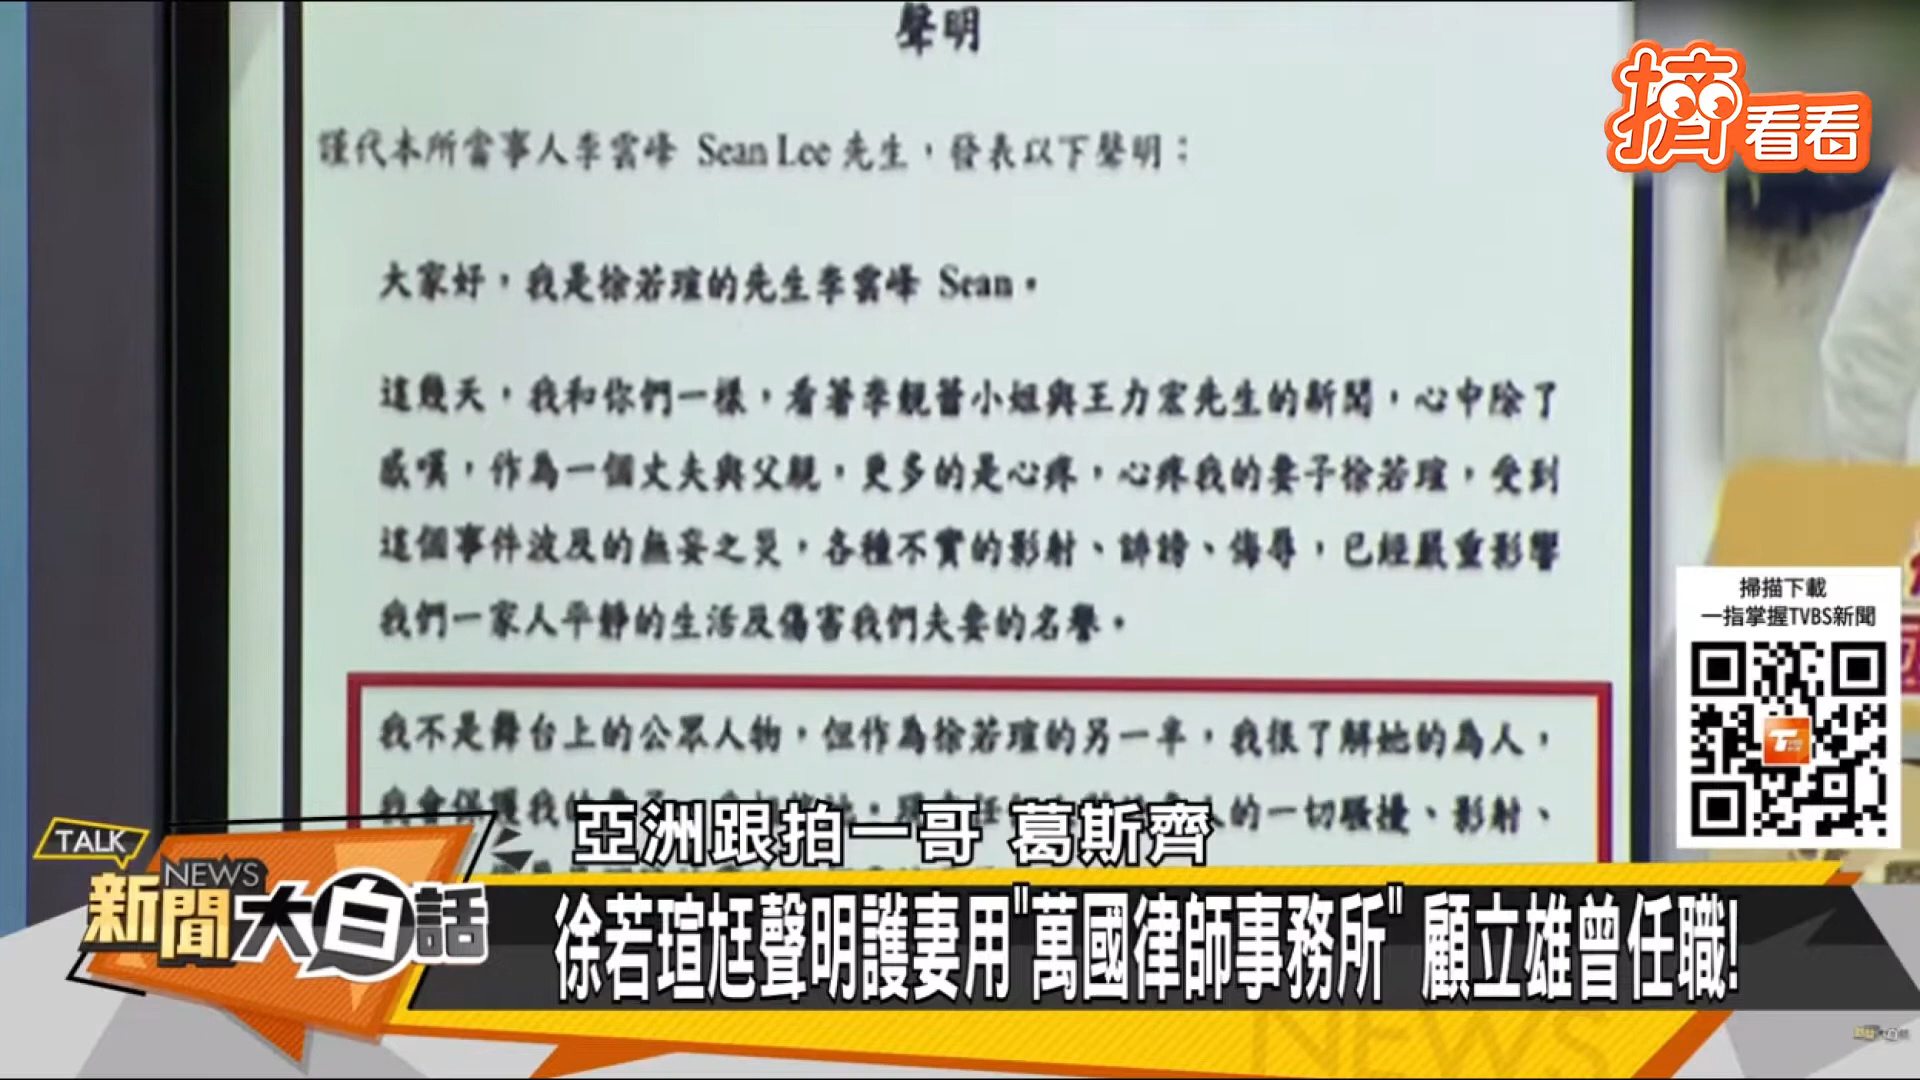 聲明
擠看看
謹代本所當事人李雲峰 Sean Lee 先生,發表以下聲明:
大家好,我是徐若瑄的先生李雲峰 Sean。
這幾天,我和你們一樣,看著李靚蕾小姐與王力宏先生的新聞,心中除了
感嘆,作為一個丈夫與父親,更多的是心疼,心疼我的妻子徐若瑄,受到
這個事件波及的無妄之災,各種不實的影射、誹謗、侮辱,已經嚴重影響
我們一家人平靜的生活及傷害我們夫妻的名譽。
掃描下載
一指掌握TVBS新聞
我不是舞台上的公眾人物,但作為徐若瑄的另一半,我很了解她的為人,
我會保護我的
人的一切騷擾、影射、
亞洲跟拍一哥 葛斯齊
TALK
NEWS
新聞大白話
徐若瑄尪聲明護妻用"萬國律師事務所" 顧立雄曾任職!
NEWS